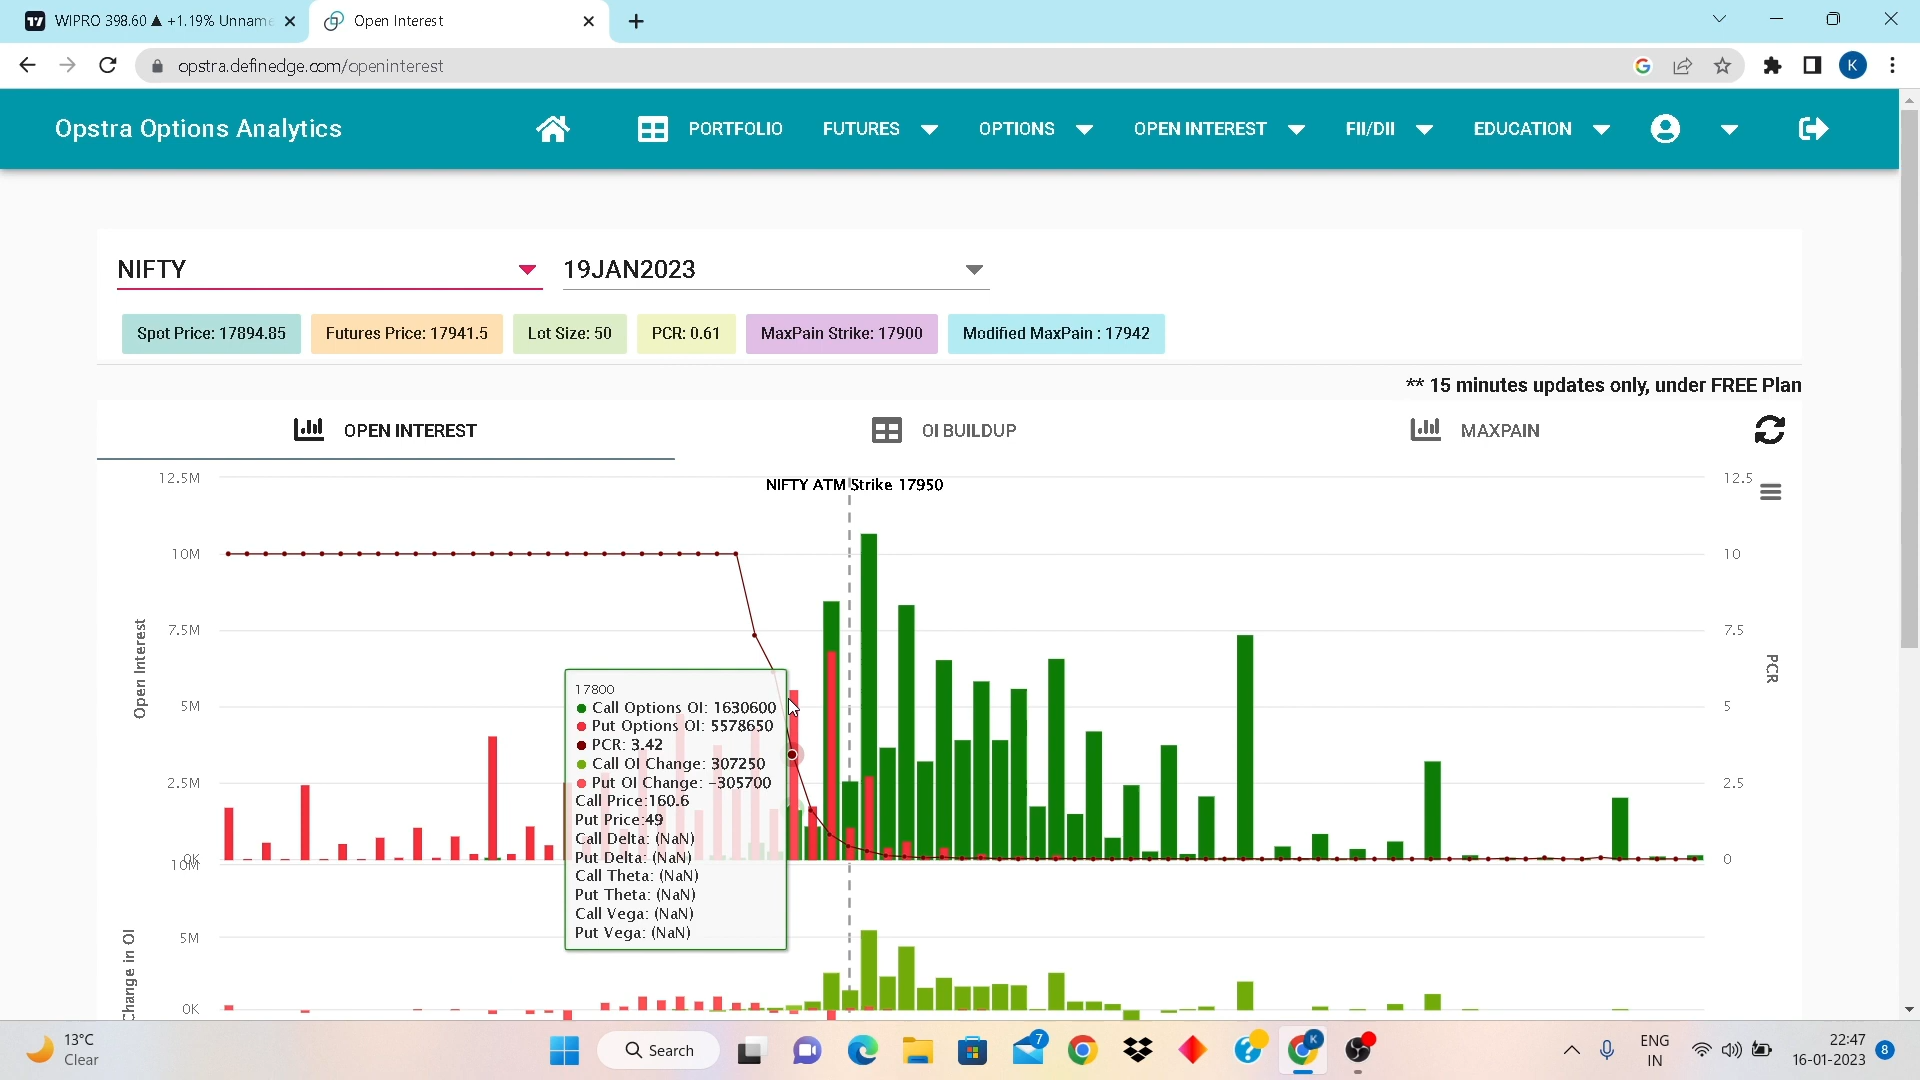 WIPRO 398.60 ▲ +1.19% Unname
Open Interest
opstra.definedge.com/openinterest
K
Opstra Options Analytics
PORTFOLIO
FUTURES
OPTIONS
OPEN INTEREST
FII/DII
EDUCATION
NIFTY
19JAN2023
Spot Price: 17894.85
Futures Price: 17941.5
Lot Size: 50
PCR: 0.61
MaxPain Strike: 17900
Modified MaxPain : 17942
** 15 minutes updates only, under FREE Plan
OPEN INTEREST
OI BUILDUP
MAXPAIN
NIFTY ATM Strike 17950
12.5M
10M
7.5M
5M
2.5M
0K
Open Interest
12.5
10
7.5
5
2.5
0
PCR
17800
Call Options OI: 1630600
Put Options OI: 5578650
PCR: 3.42
Call OI Change: 307250
Put OI Change: -305700
Call Price:160.6
Put Price:49
Call Delta: (NaN)
Put Delta: (NaN)
Call Theta: (NaN)
Put Theta: (NaN)
Call Vega: (NaN)
Put Vega: (NaN)
10M
5M
0K
Change in OI
13°C
Clear
Search
7
K
ENG
IN
22:47
16-01-2023
8